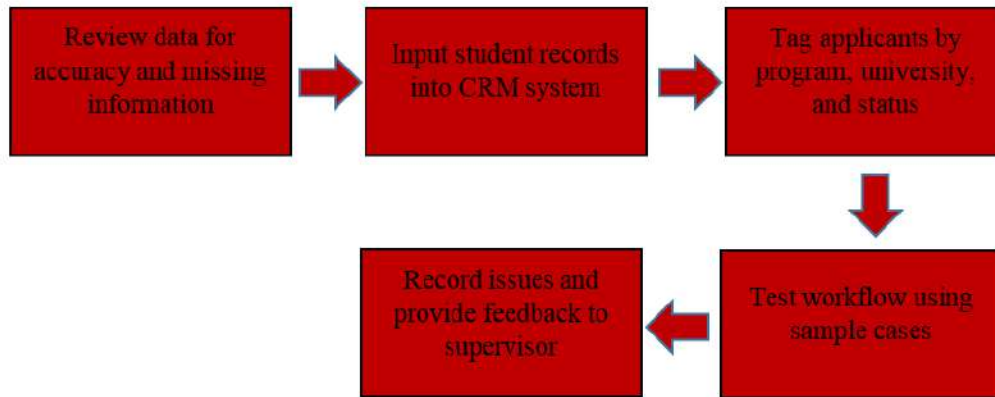 Review data for
accuracy and missing
information
Input student records
into CRM system
Tag applicants by
program, university,
and status
Test workflow using
sample cases
Record issues and
provide feedback to
supervisor